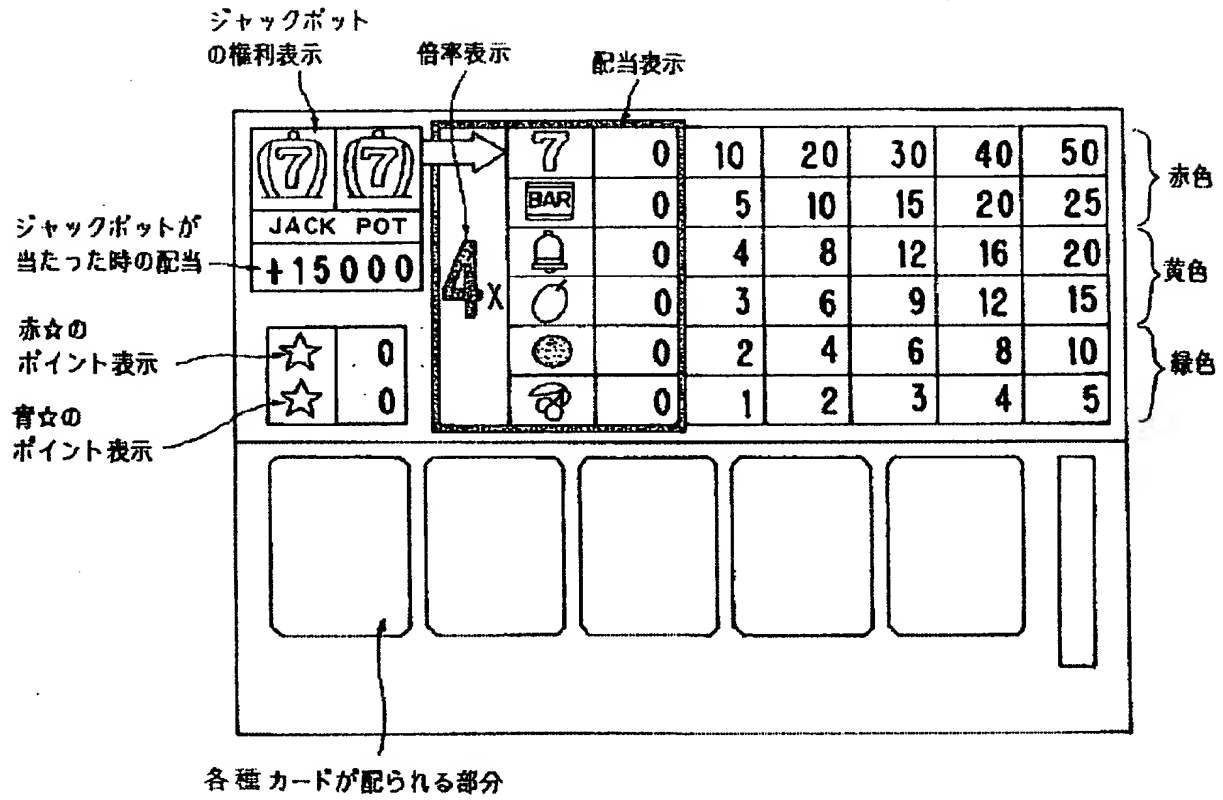 ジャックポット
の権利表示
倍率表示
配当表示
7 7
7 0 10 20 30 40 50
BAR 0 5 10 15 20 25
赤色
JACK POT
ジャックポットが
当たった時の配当
+15000
4x
0 4 8 12 16 20
0 3 6 9 12 15
黄色
赤☆の
ポイント表示
☆ 0
0 2 4 6 8 10
0 1 2 3 4 5
緑色
青☆の
ポイント表示
☆ 0
各種カードが配られる部分